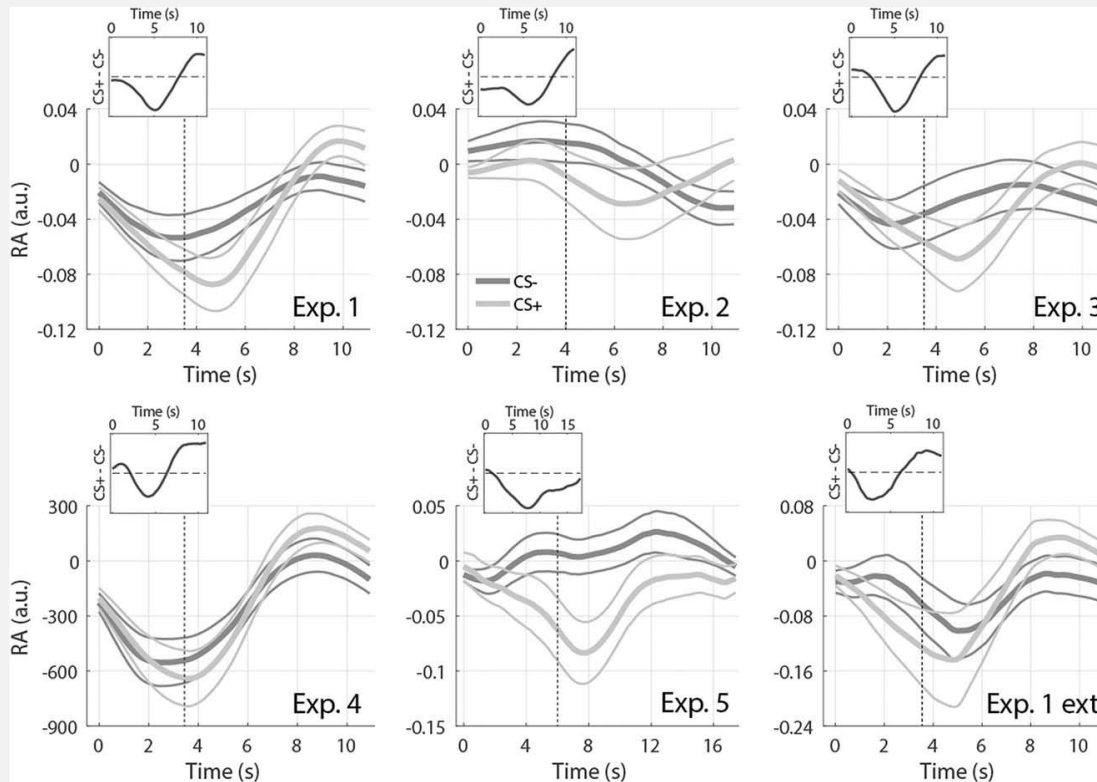 Time (s)
0 5 10
CS+ - CS-
0.04
0
-0.04
-0.08
-0.12
RA (a.u.)
Exp. 1
0 2 4 6 8 10
Time (s)
Time (s)
0 5 10
CS+ - CS-
0.04
0
-0.04
-0.08
-0.12
CS-
CS+
Exp. 2
0 2 4 6 8 10
Time (s)
Time (s)
0 5 10
CS+ - CS-
0.04
0
-0.04
-0.08
-0.12
Exp. 3
0 2 4 6 8 10
Time (s)
Time (s)
0 5 10
CS+ - CS-
300
0
-300
-600
-900
RA (a.u.)
Exp. 4
0 2 4 6 8 10
Time (s)
Time (s)
0 5 10 15
CS+ - CS-
0.05
0
-0.05
-0.1
-0.15
Exp. 5
0 4 8 12 16
Time (s)
Time (s)
0 5 10
CS+ - CS-
0.08
0
-0.08
-0.16
-0.24
Exp. 1 ext
0 2 4 6 8 10
Time (s)